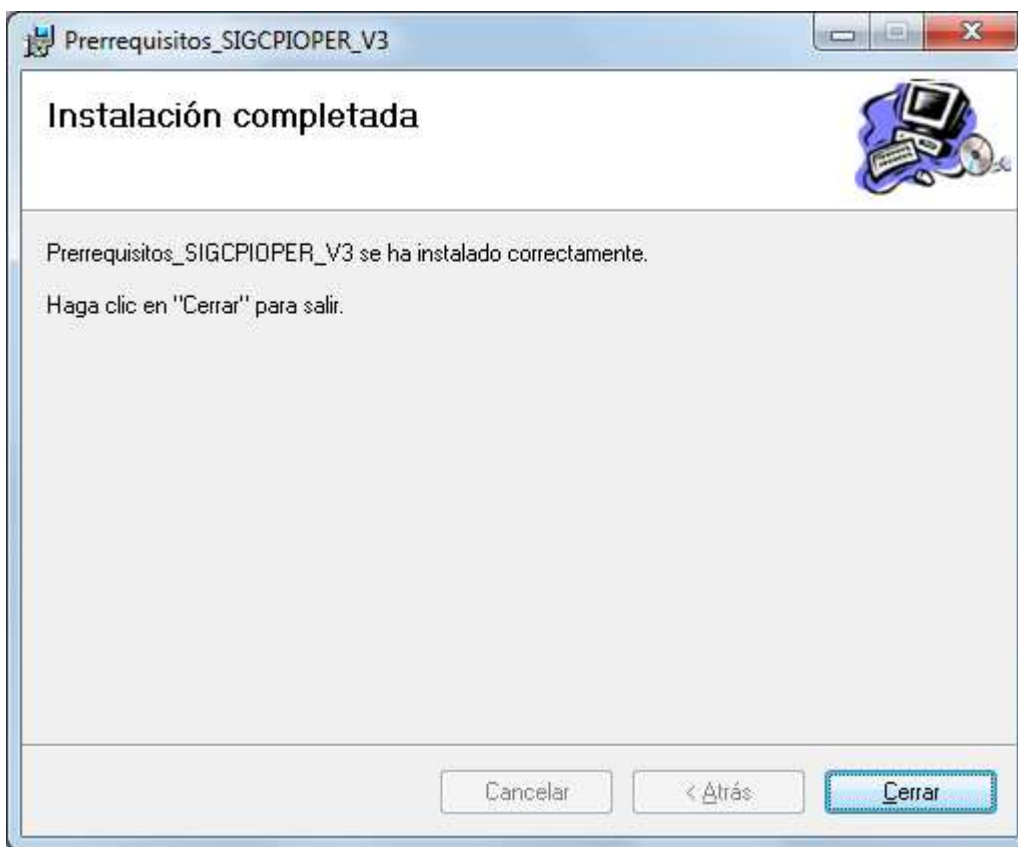 Prerrequisitos_SIGCPIOPER_V3
Instalación completada
Prerrequisitos_SIGCPIOPER_V3 se ha instalado correctamente.
Haga clic en "Cerrar" para salir.
Cancelar
< Atrás
Cerrar